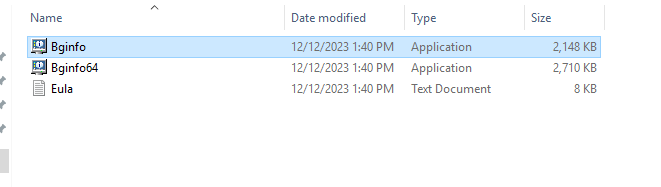 Name Date modified Type Size
Bginfo 12/12/2023 1:40 PM Application 2,148 KB
Bginfo64 12/12/2023 1:40 PM Application 2,710 KB
Eula 12/12/2023 1:40 PM Text Document 8 KB